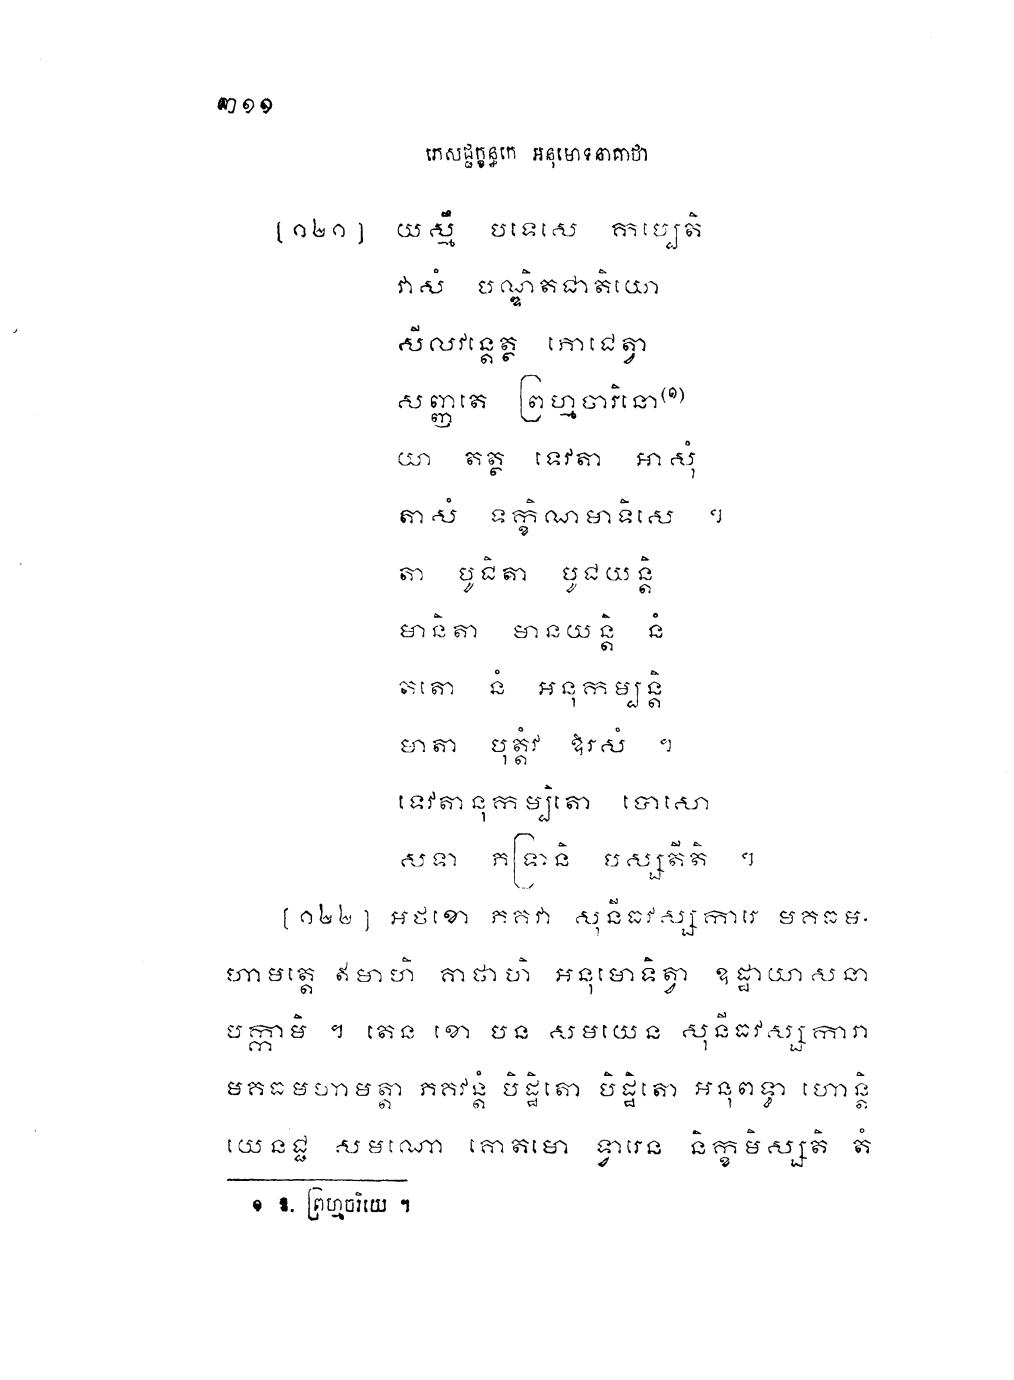 ៣១១
ភេសជ្ជក្ខន្ធកេ អនុមោទនាគាថា
[១២១] យស្មឹ បទេសេ កប្បេតិ
វាសំ បណ្ឌិតជាតិយោ
សីលវន្តេត្ថ ភោជេត្វា
សញ្ញតេ ព្រហ្មចារិនោ(១)
យា តត្ថ ទេវតា អាសុំ
តាសំ ទក្ខិណមាទិសេ ។
តា បូជិតា បូជយន្តិ
មានិតា មានយន្តិ នំ
តតោ នំ អនុកម្បន្តិ
មាតា បុត្តំវ ឱរសំ ។
ទេវតានុកម្បិតោ បោសោ
សទា ភទ្រានិ បស្សតីតិ ។
[១២២] អថខោ ភគវា សុនីធវស្សការេ មគធម-
ហាមត្តេ ឥមាហិ គាថាហិ អនុមោទិត្វា ឧដ្ឋាយាសនា
បក្កាមិ ។ តេន ខោ បន សមយេន សុនីធវស្សការា
មគធមហាមត្តា ភគវន្តំ បិដ្ឋិតោ បិដ្ឋិតោ អនុពទ្ធា ហោន្តិ
យេនជ្ជ សមណោ គោតមោ ទ្វារេន និក្ខមិស្សតិ តំ
១ ឱ. ព្រហ្មចរិយេ ។